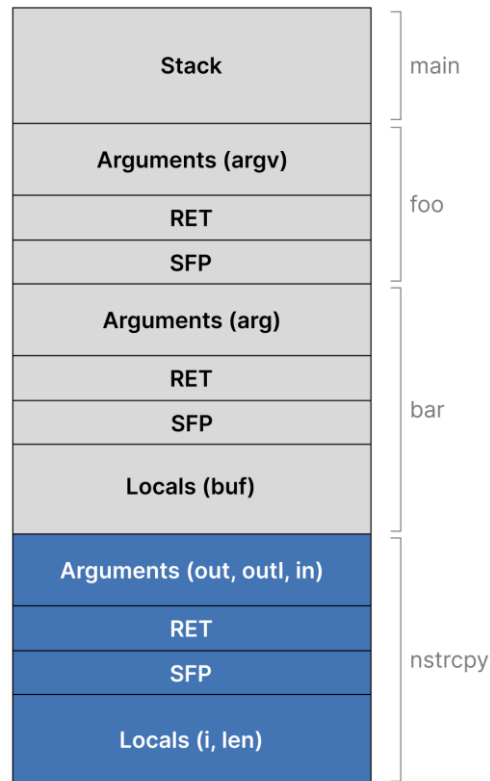 Stack
main
Arguments (argv)
RET
foo
SFP
Arguments (arg)
RET
bar
SFP
Locals (buf)
Arguments (out, outl, in)
RET
nstrcpy
SFP
Locals (i, len)